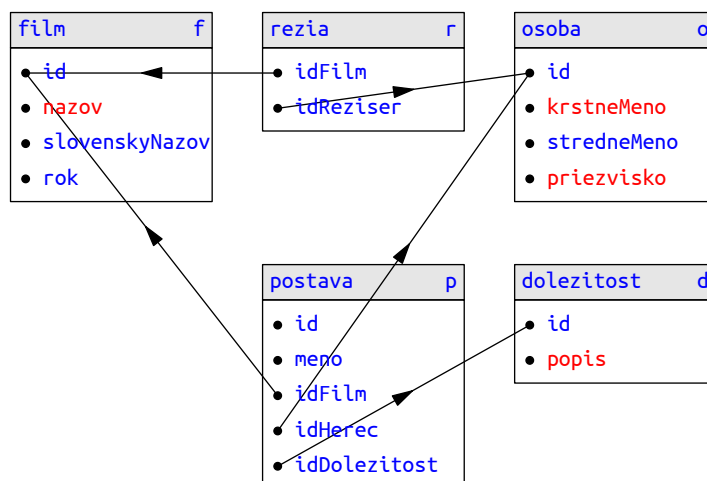 film f
id
nazov
slovenskyNazov
rok
rezia r
idFilm
idReziser
osoba o
id
krstneMeno
stredneMeno
priezvisko
postava p
id
meno
idFilm
idHerec
idDolezitost
dolezitost d
id
popis